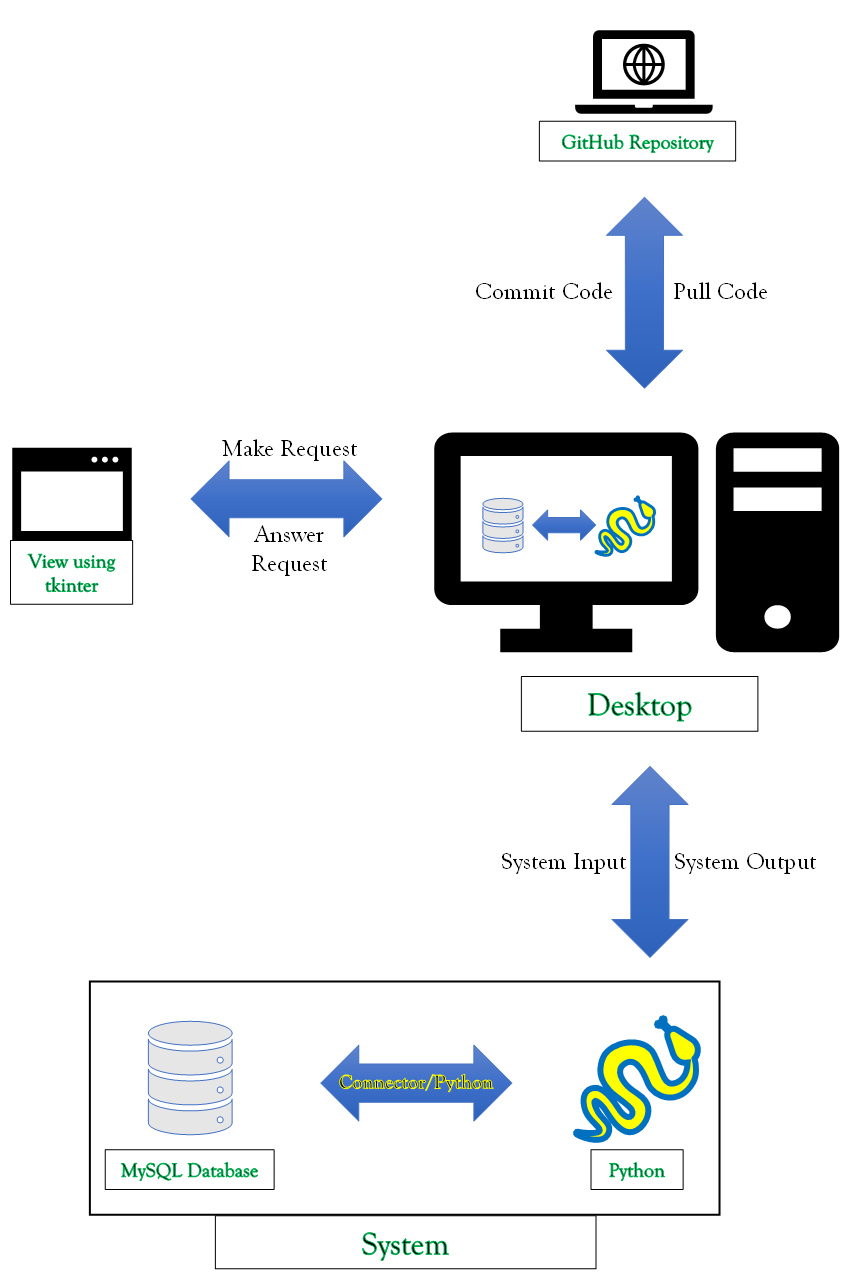 GitHub Repository
Commit Code
Pull Code
Make Request
Answer
Request
View using
tkinter
Desktop
System Input
System Output
Connector/Python
MySQL Database
Python
System